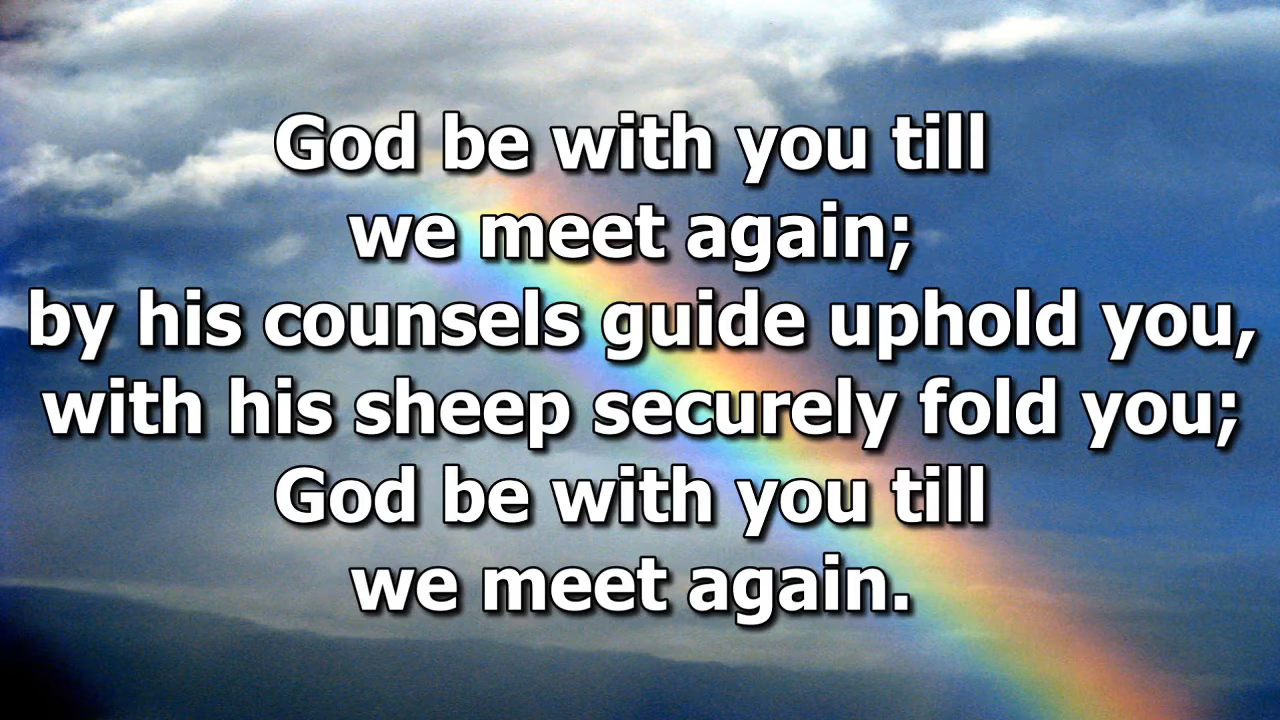 God be with you till
we meet again;
by his counsels guide uphold you,
with his sheep securely fold you;
God be with you till
we meet again.